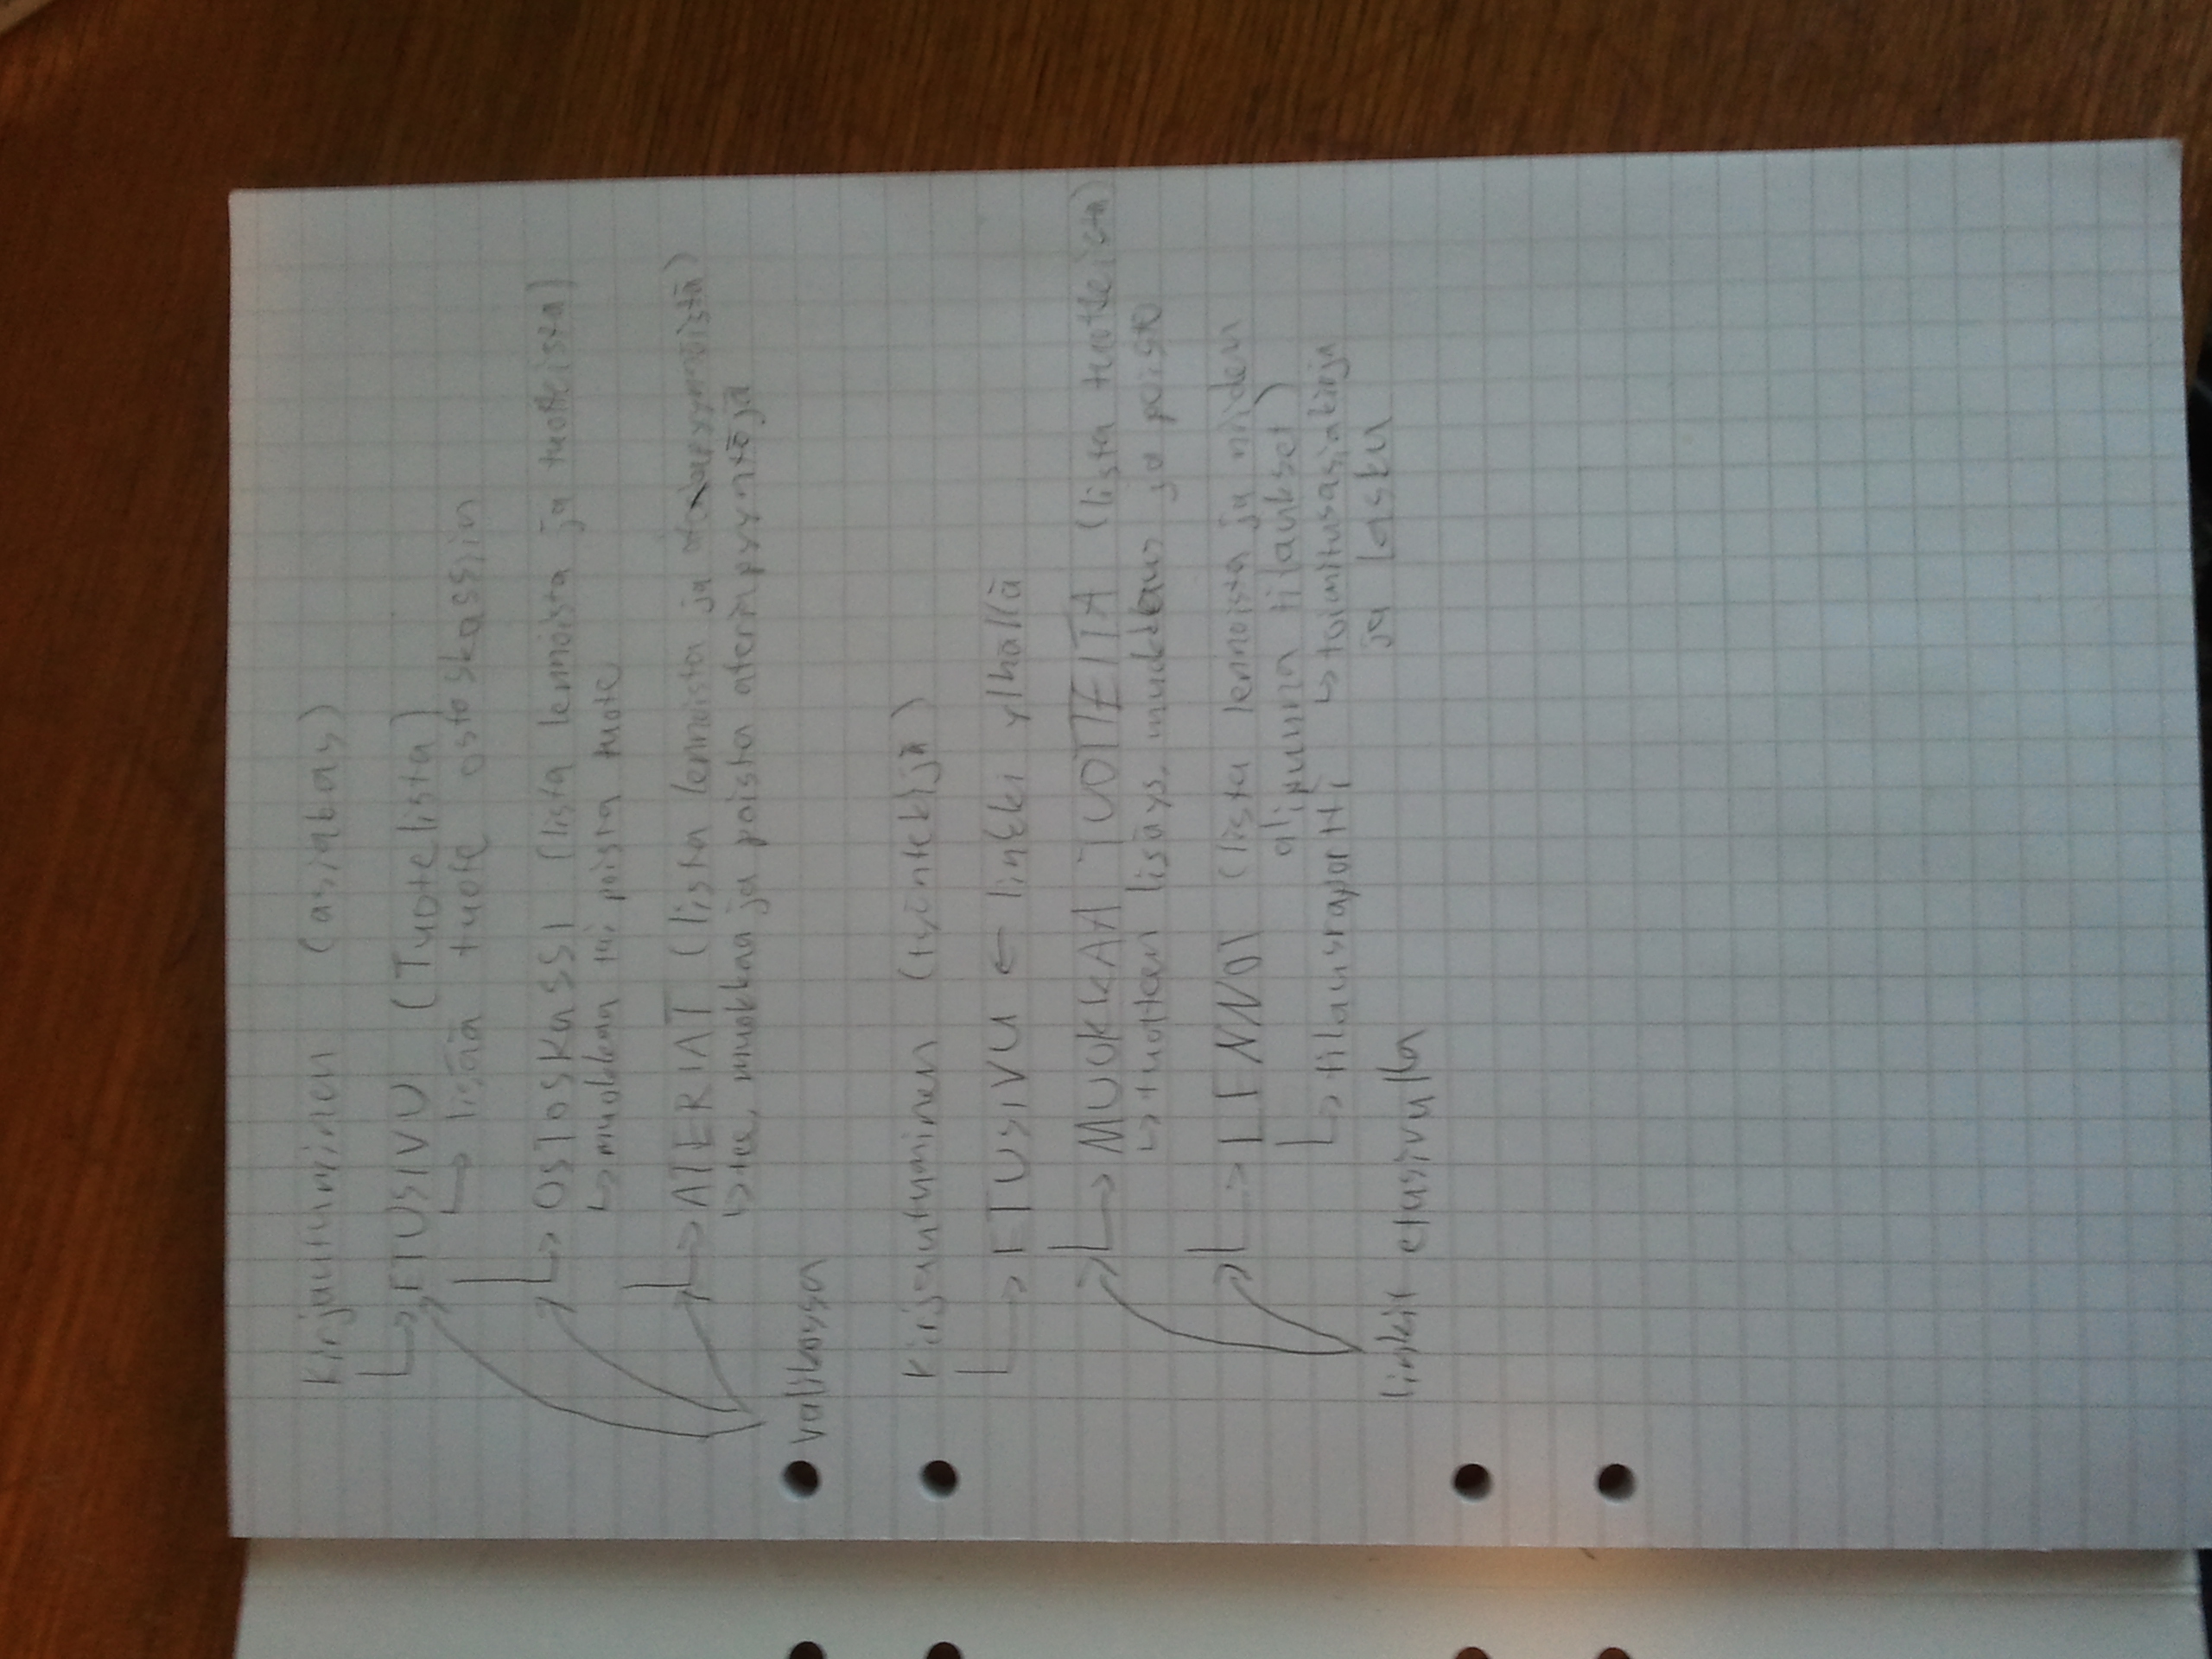 Kirjautuminen (asiakas)
ETUSIVU (Tuotelista)
lisää tuote ostoskassiin
OSTOSKASSI (lista lennoista ja tuotteista)
muokkaa tai poista tuote
ATERIAT (lista lennoista ja ateriapyynnöistä)
tee, muokkaa ja poista ateriapyyntöjä
valikossa
Kirjautuminen (työntekijä)
ETUSIVU ← linkki ylhällä
MUOKKAA TUOTTEITA (lista tuotteista)
tuotteen lisäys, muokkaus ja poisto
LENNOT (lista lennoista ja niiden
alipuuna tilaukset)
tilausraportti toimitusasiakirja
ja lasku
linkit etusivulla